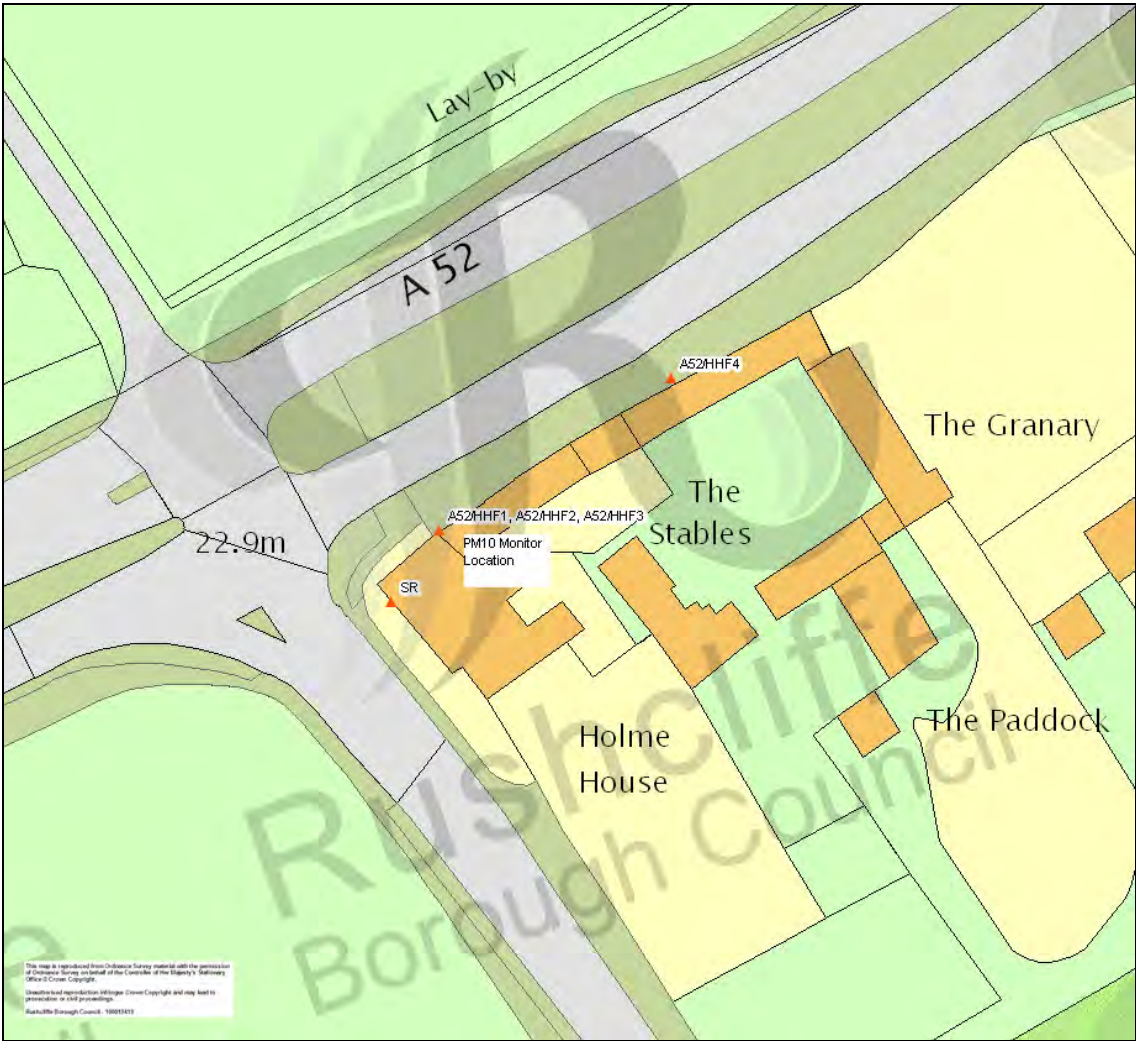 Lay-by
A 52
A52/HHF4
The Granary
The
Stables
A52/HHF1, A52/HHF2, A52/HHF3
22.9m
PM10 Monitor
Location
SR
The Paddock
Holme
House
Rushcliffe
Borough Council
This map is reproduced from Ordnance Survey material with the permission
of Ordnance Survey on behalf of the Controller of Her Majesty's Stationery
Office © Crown Copyright.
Unauthorised reproduction infringes Crown Copyright and may lead to
prosecution or civil proceedings.
Rushcliffe Borough Council -